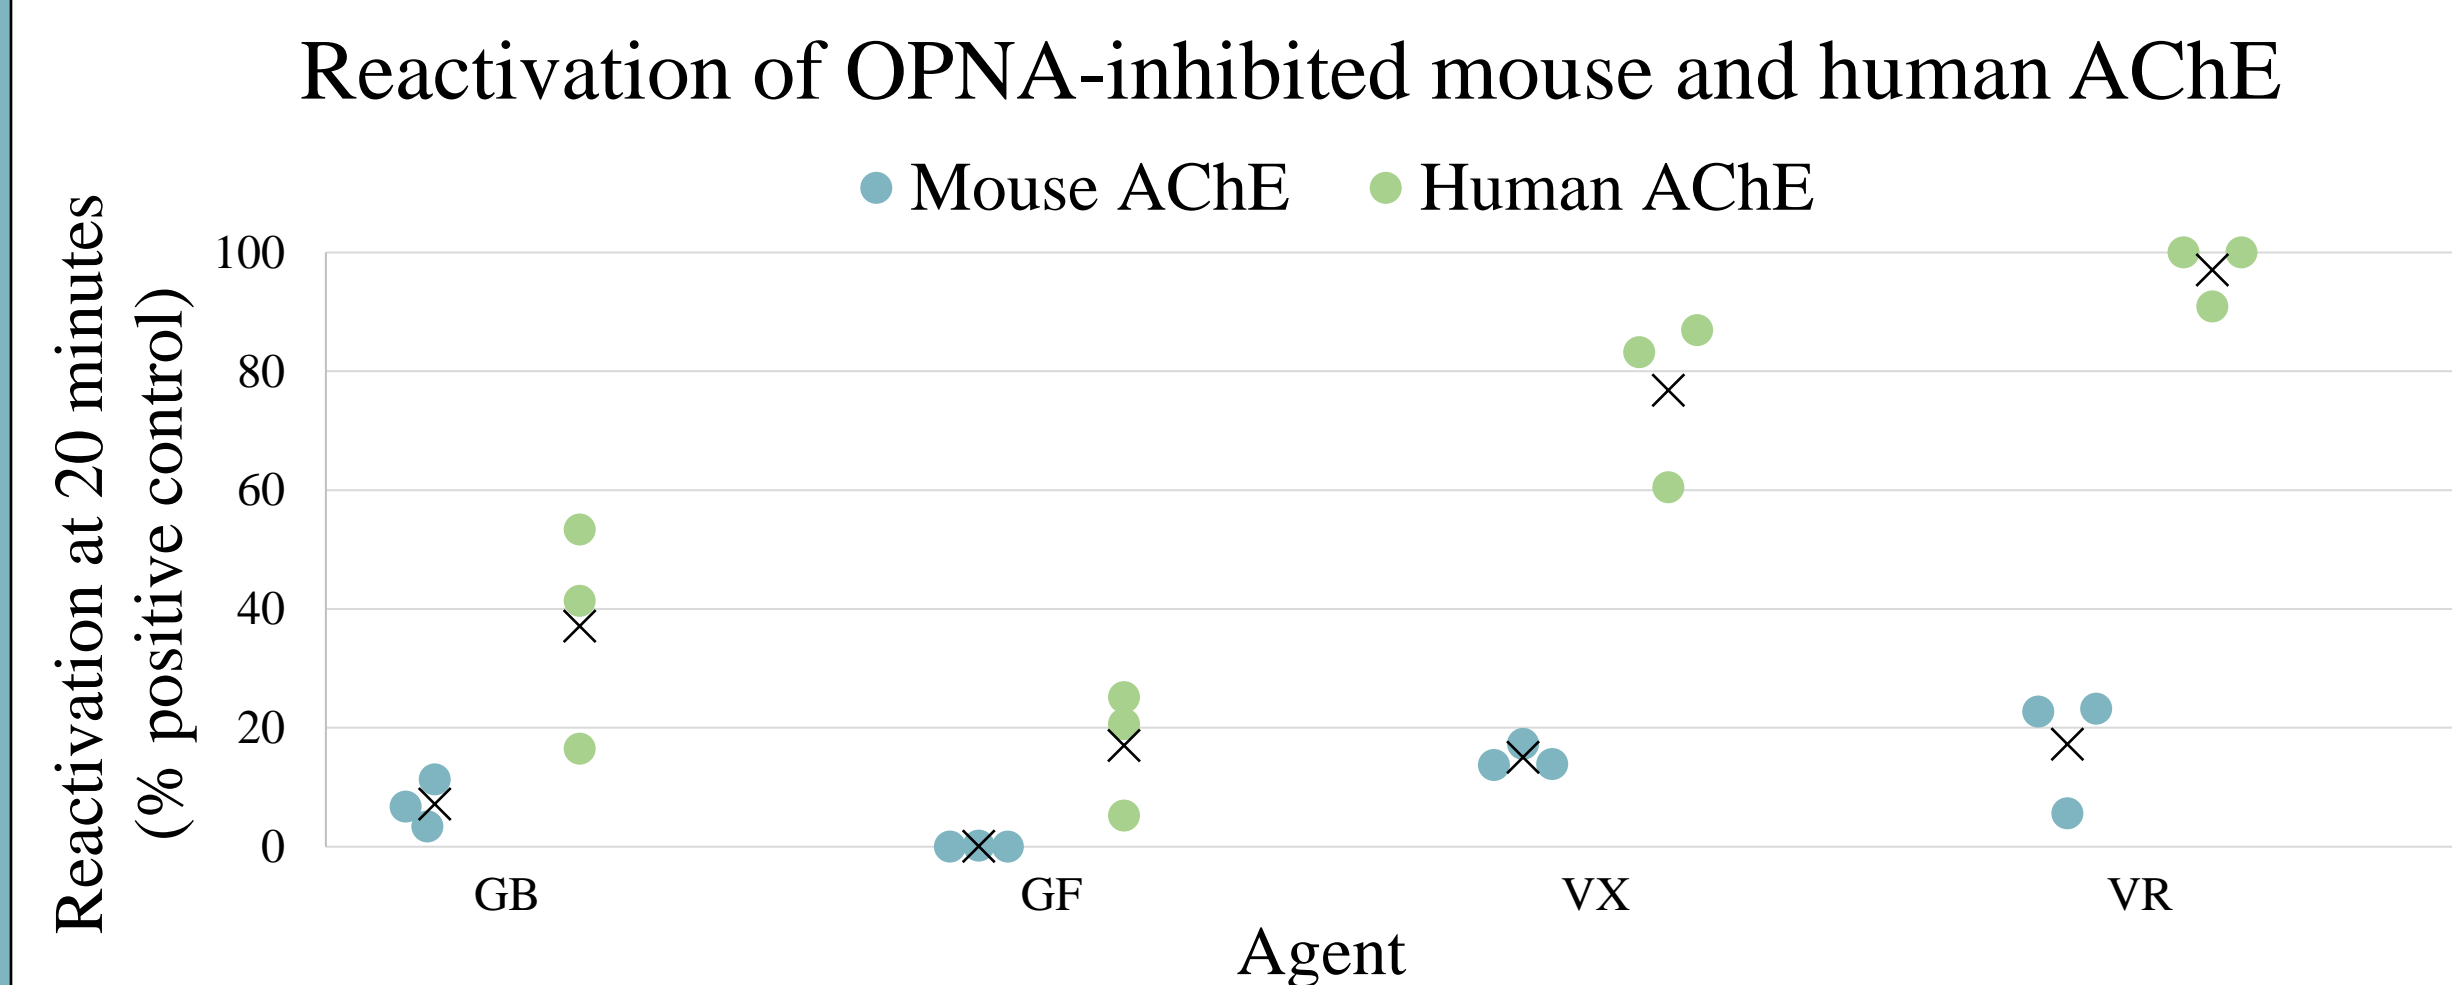 Reactivation of OPNA-inhibited mouse and human AChE
Mouse AChE
Human AChE
Reactivation at 20 minutes
(% positive control)
100
80
60
40
20
0
GB
GF
VX
VR
Agent